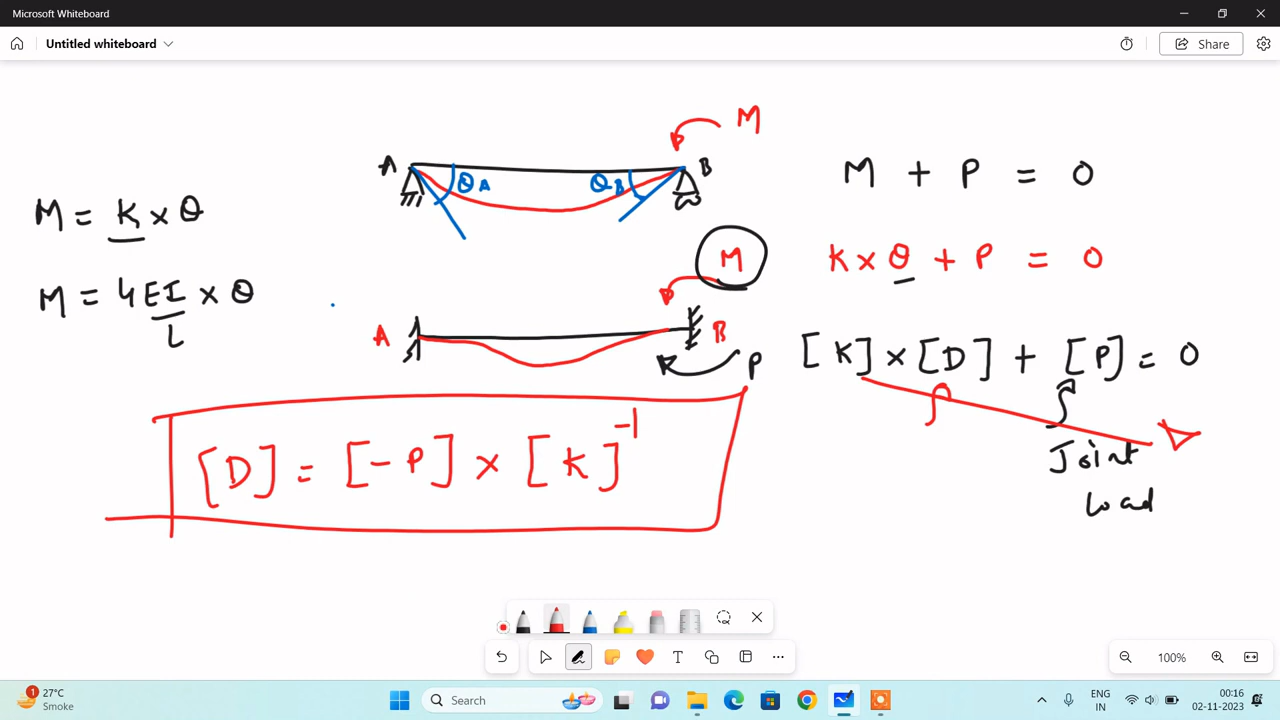 Microsoft Whiteboard
Untitled whiteboard
Share
M
A
B
θA
θB
M + P = 0
M = K × θ
M
K × θ + P = 0
M = 4EI/L × θ
A
B
P
[K] × [D] + [P] = 0
[D] = [-P] × [K]⁻¹
Joint
Load
100%
1
27°C
Smoke
Search
ENG
IN
00:16
02-11-2023